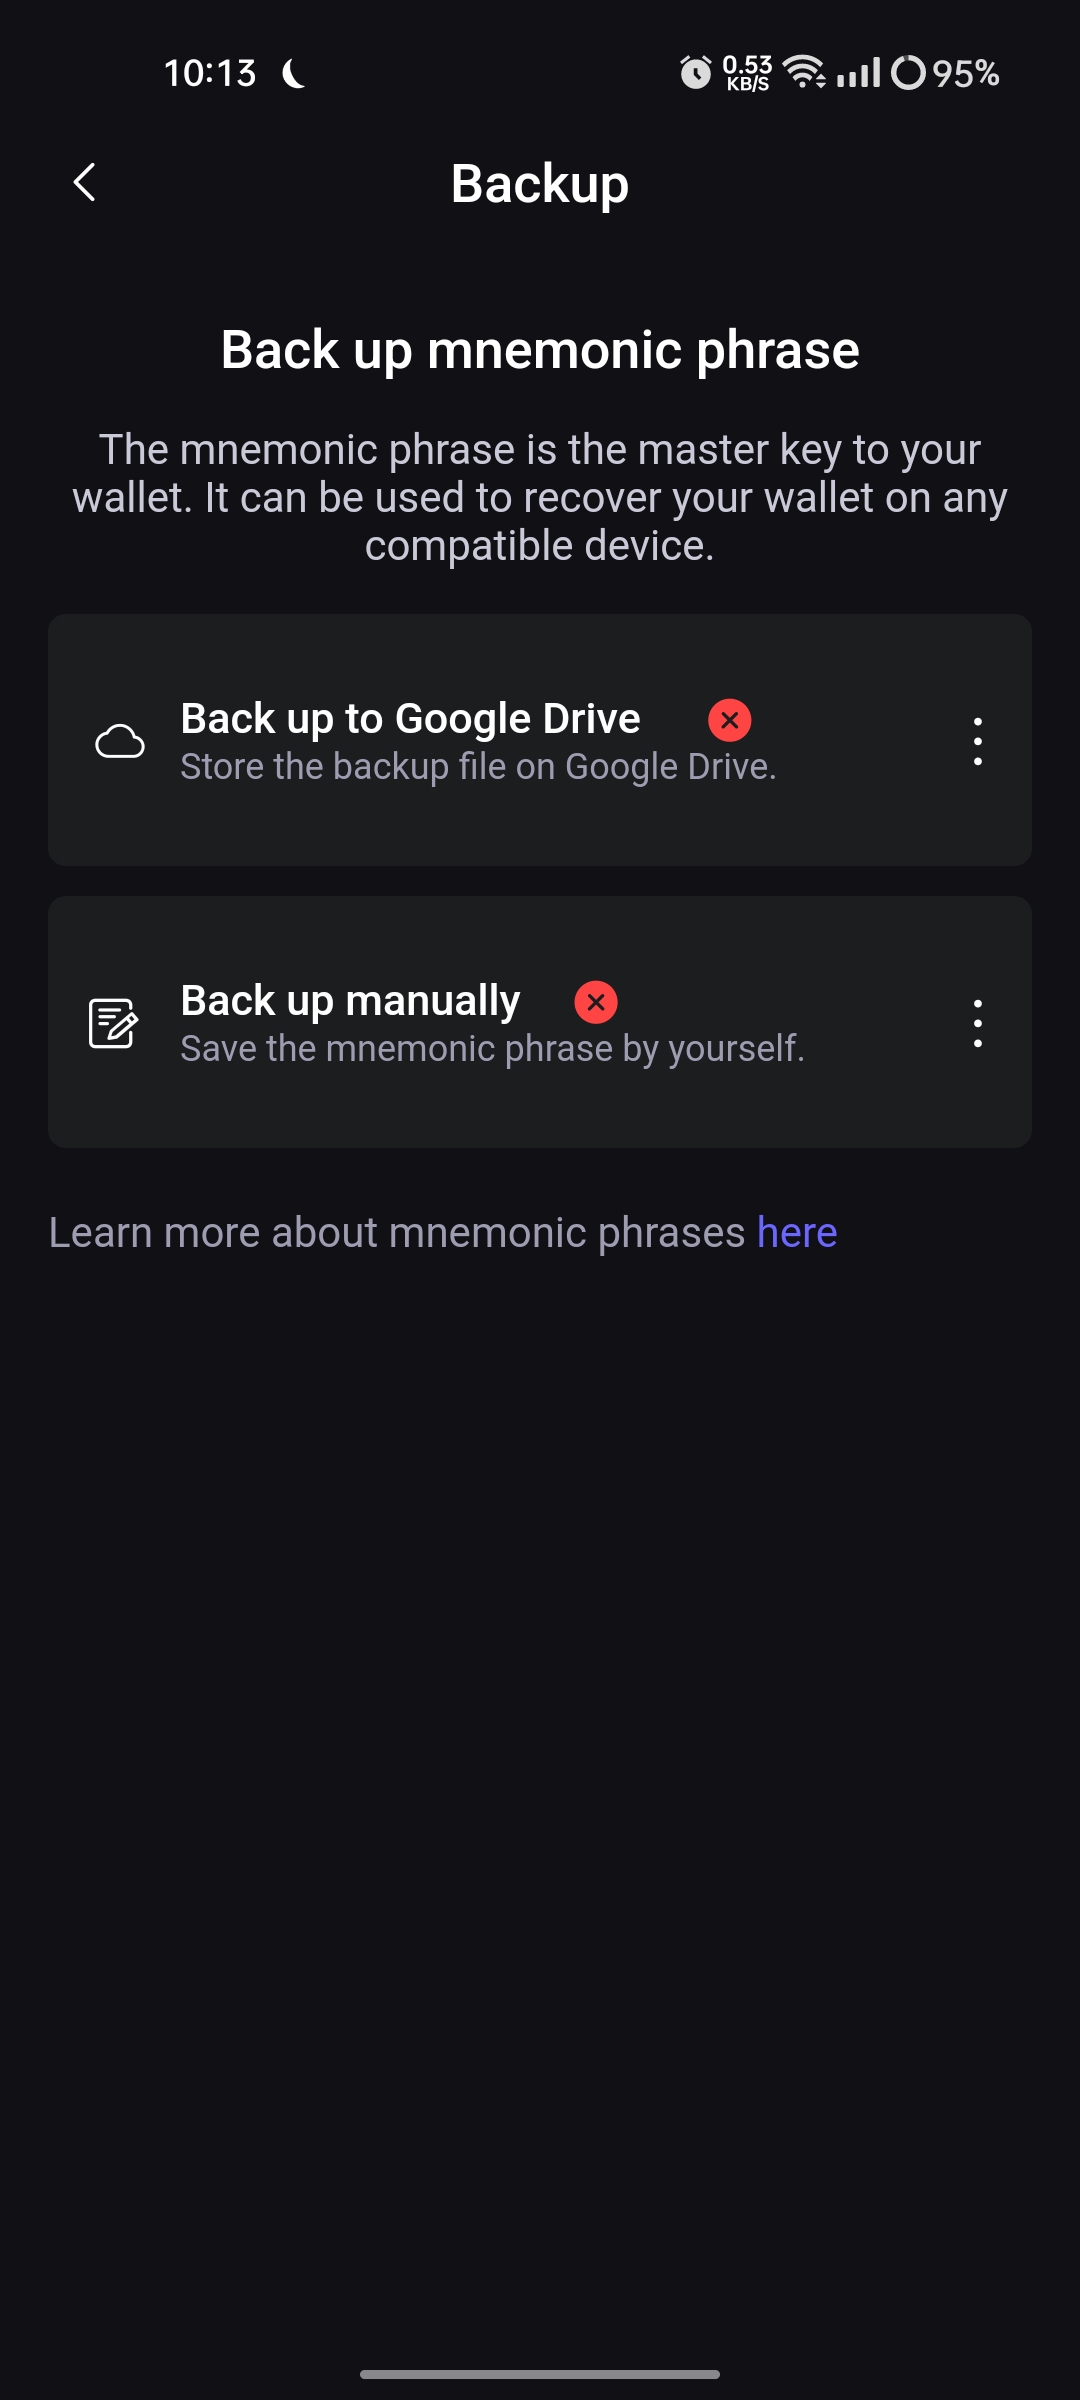 10:13
0.53
KB/S
95%
Backup
Back up mnemonic phrase
The mnemonic phrase is the master key to your
wallet. It can be used to recover your wallet on any
compatible device.
Back up to Google Drive
Store the backup file on Google Drive.
Back up manually
Save the mnemonic phrase by yourself.
Learn more about mnemonic phrases here